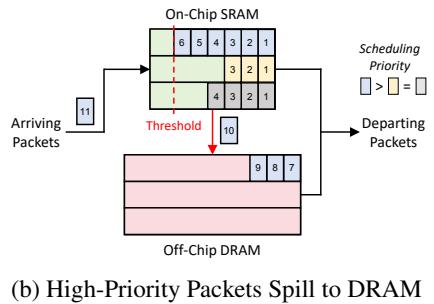 On-Chip SRAM
6 5 4 3 2 1
3 2 1
4 3 2 1
Scheduling
Priority
> =
11
Arriving
Packets
Threshold
10
Departing
Packets
9 8 7
Off-Chip DRAM
(b) High-Priority Packets Spill to DRAM